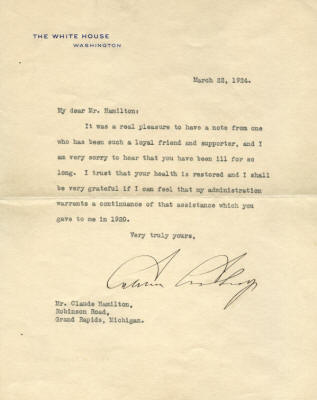 THE WHITE HOUSE
WASHINGTON
March 22, 1924.
My dear Mr. Hamilton:
It was a real pleasure to have a note from one
who has been such a loyal friend and supporter, and I
am very sorry to hear that you have been ill for so
long. I trust that your health is restored and I shall
be very grateful if I can feel that my administration
warrants a continuance of that assistance which you
gave to me in 1920.
Very truly yours,
Calvin Coolidge
Mr. Claude Hamilton,
Robinson Road,
Grand Rapids, Michigan.